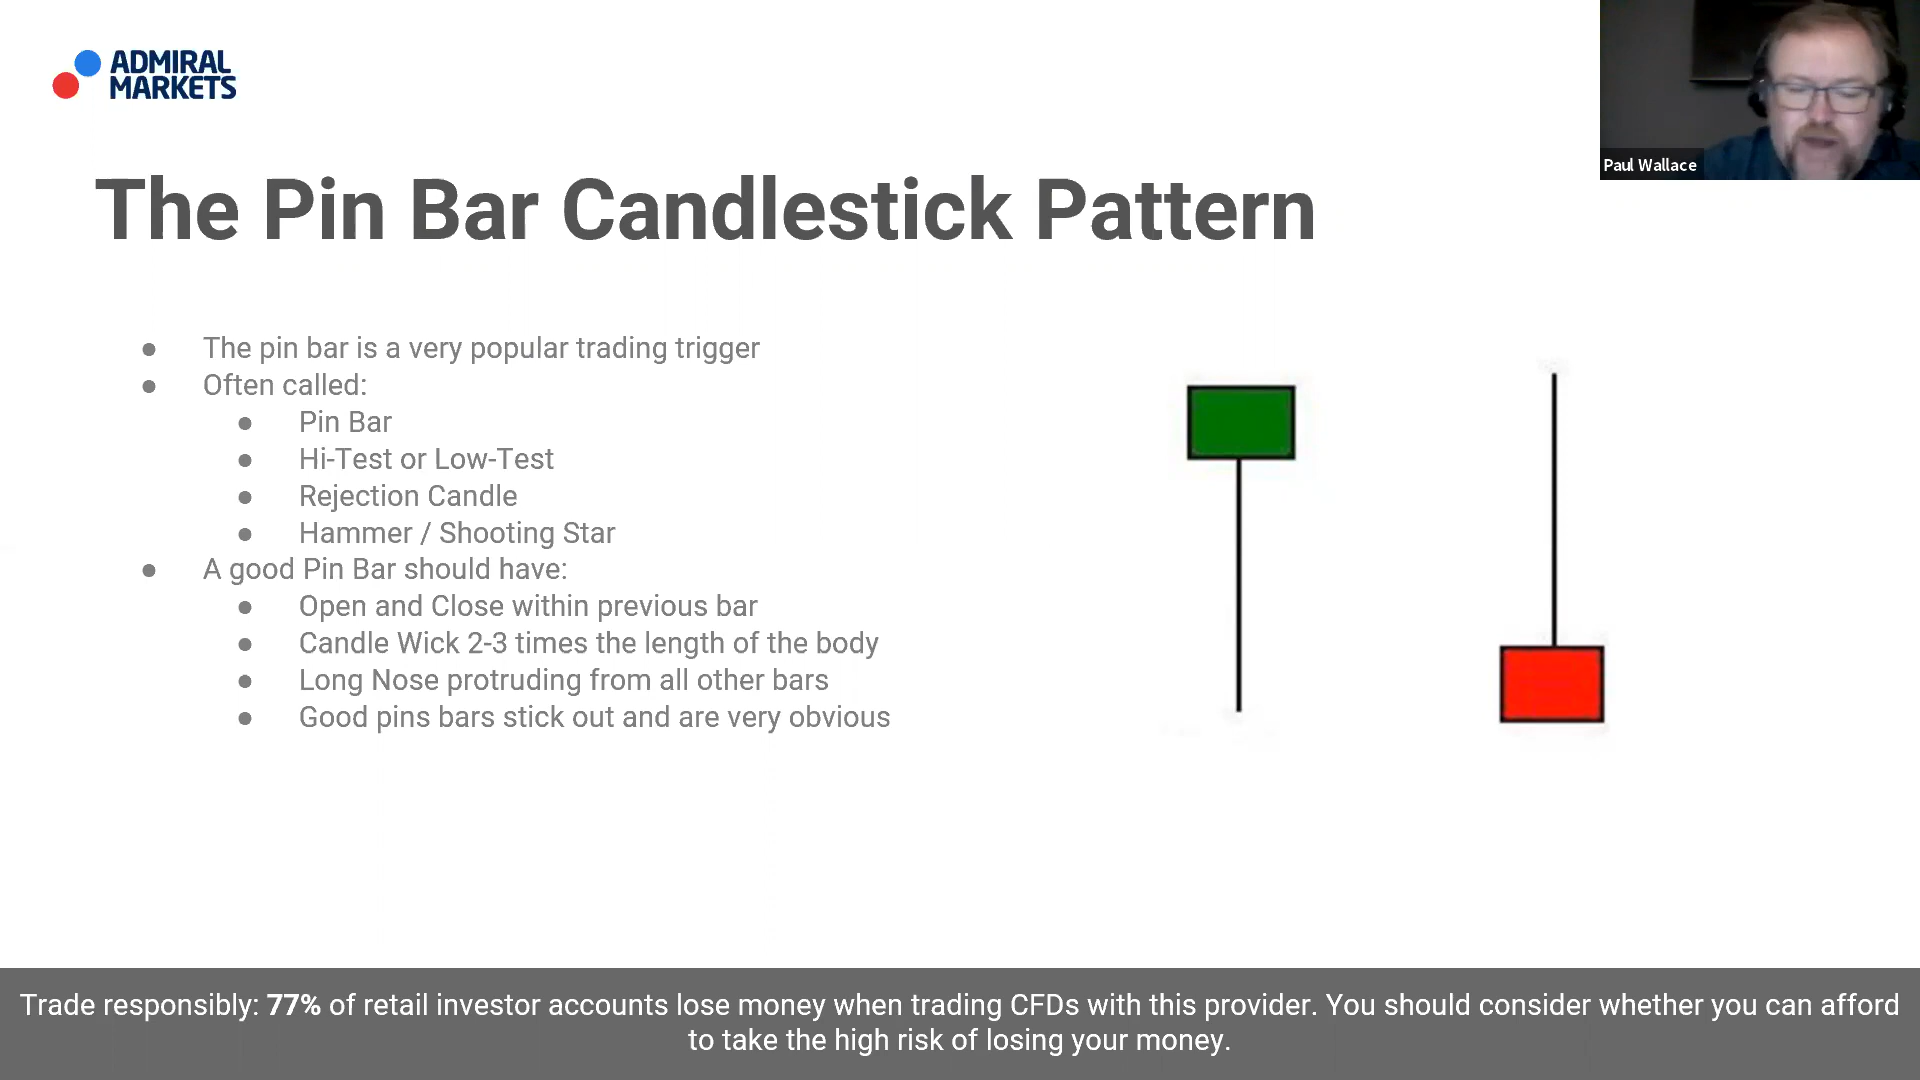 ADMIRAL
MARKETS
Paul Wallace
The Pin Bar Candlestick Pattern
● The pin bar is a very popular trading trigger
● Often called:
● Pin Bar
● Hi-Test or Low-Test
● Rejection Candle
● Hammer / Shooting Star
● A good Pin Bar should have:
● Open and Close within previous bar
● Candle Wick 2-3 times the length of the body
● Long Nose protruding from all other bars
● Good pins bars stick out and are very obvious
Trade responsibly: 77% of retail investor accounts lose money when trading CFDs with this provider. You should consider whether you can afford
to take the high risk of losing your money.